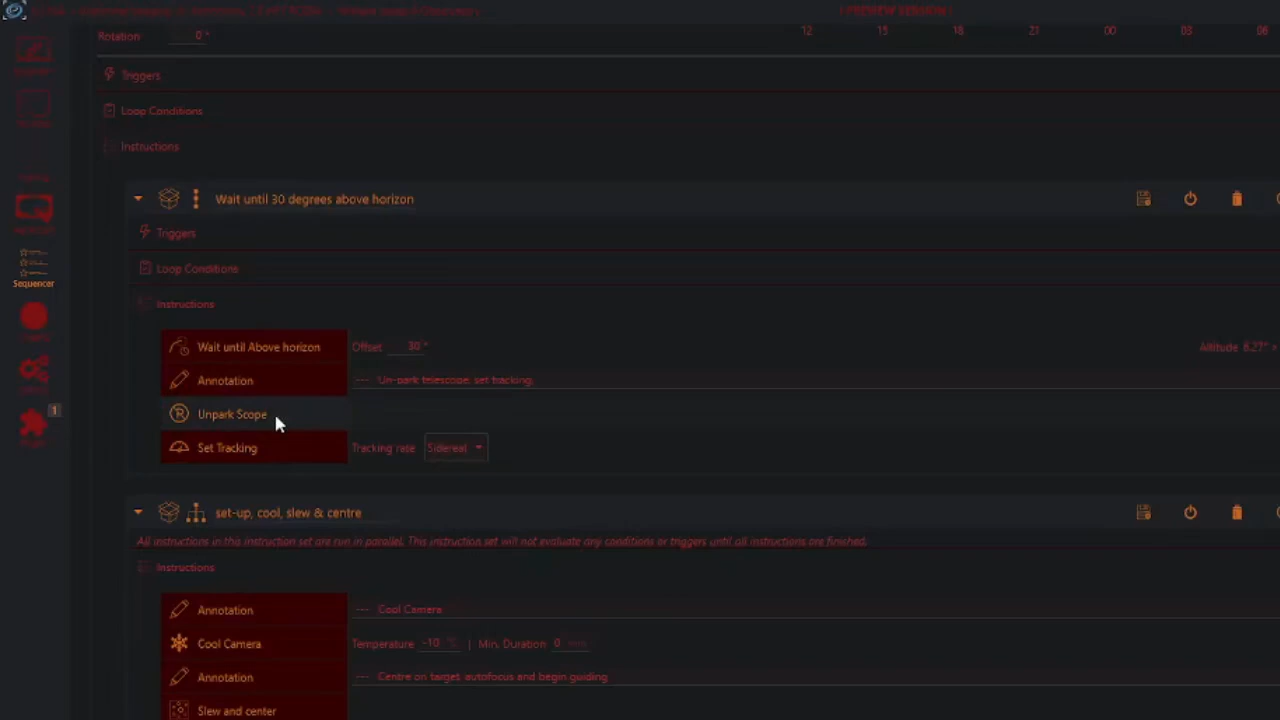 Rotation 0 °
12 15 18 21 00 03 06
Triggers
Loop Conditions
Instructions
Wait until 30 degrees above horizon
Triggers
Loop Conditions
Instructions
Wait until Above horizon Offset 30 ° Altitude 6.27° >
Annotation --- Un-park telescope, set tracking.
Unpark Scope
Set Tracking Tracking rate Sidereal
Sequencer
1
set-up, cool, slew & centre
All instructions in this instruction set are run in parallel. This instruction set will not evaluate any conditions or triggers until all instructions are finished.
Instructions
Annotation --- Cool Camera
Cool Camera Temperature -10 °C | Min. Duration 0 min
Annotation --- Centre on target, autofocus and begin guiding
Slew and center